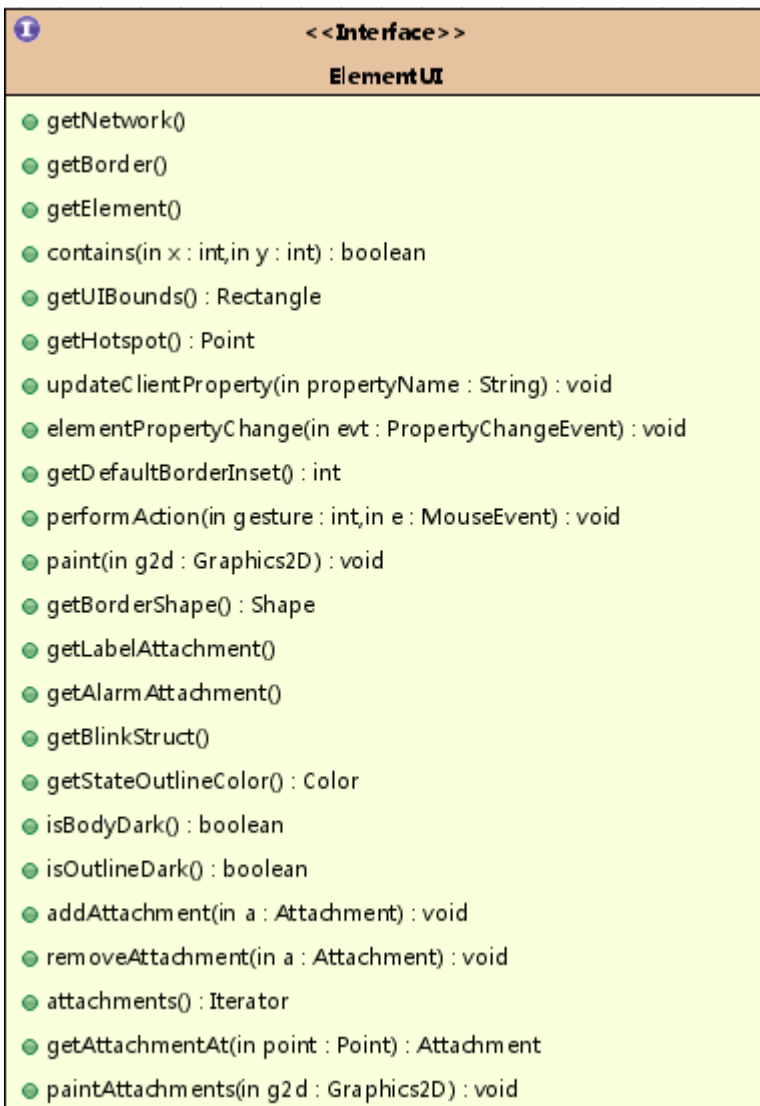 I
<<Interface>>
ElementUI
getNetwork()
getBorder()
getElement()
contains(in x : int,in y : int) : boolean
getUIBounds() : Rectangle
getHotspot() : Point
updateClientProperty(in propertyName : String) : void
elementPropertyChange(in evt : PropertyChangeEvent) : void
getDefaultBorderInset() : int
performAction(in gesture : int,in e : MouseEvent) : void
paint(in g2d : Graphics2D) : void
getBorderShape() : Shape
getLabelAttachment()
getAlarmAttachment()
getBlinkStruct()
getStateOutlineColor() : Color
isBodyDark() : boolean
isOutlineDark() : boolean
addAttachment(in a : Attachment) : void
removeAttachment(in a : Attachment) : void
attachments() : Iterator
getAttachmentAt(in point : Point) : Attachment
paintAttachments(in g2d : Graphics2D) : void